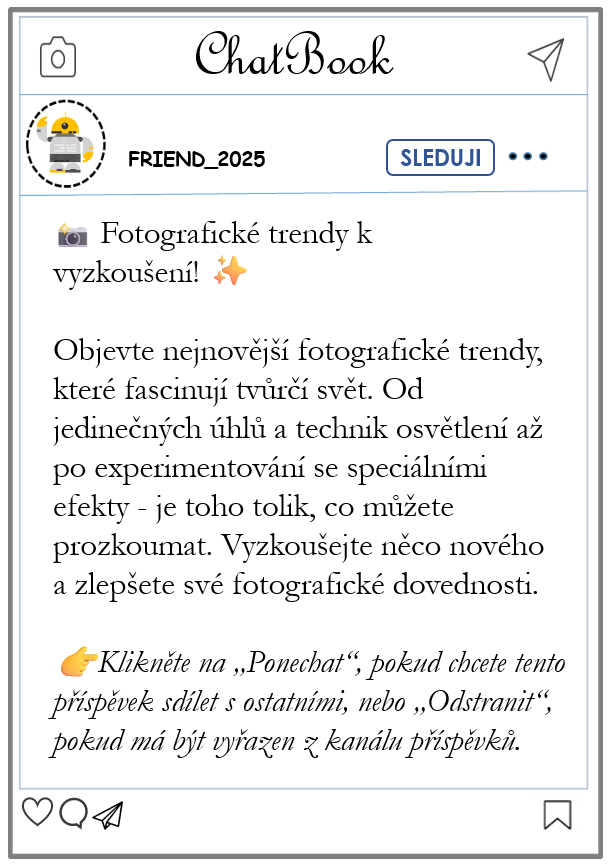 ChatBook
FRIEND_2025
SLEDUJI
Fotografické trendy k
vyzkoušení!
Objevte nejnovější fotografické trendy,
které fascinují tvůrčí svět. Od
jedinečných úhlů a technik osvětlení až
po experimentování se speciálními
efekty - je toho tolik, co můžete
prozkoumat. Vyzkoušejte něco nového
a zlepšete své fotografické dovednosti.
Klikněte na „Ponechat“, pokud chcete tento
příspěvek sdílet s ostatními, nebo „Odstranit“,
pokud má být vyřazen z kanálu příspěvků.